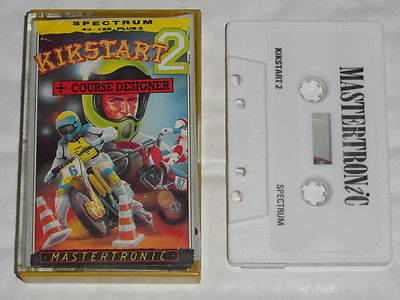 SPECTRUM
48 · 128 · PLUS 2
KIKSTART 2
+ COURSE DESIGNER
6
·MASTERTRONIC·
KIKSTART 2
SPECTRUM
MASTERTRONiC